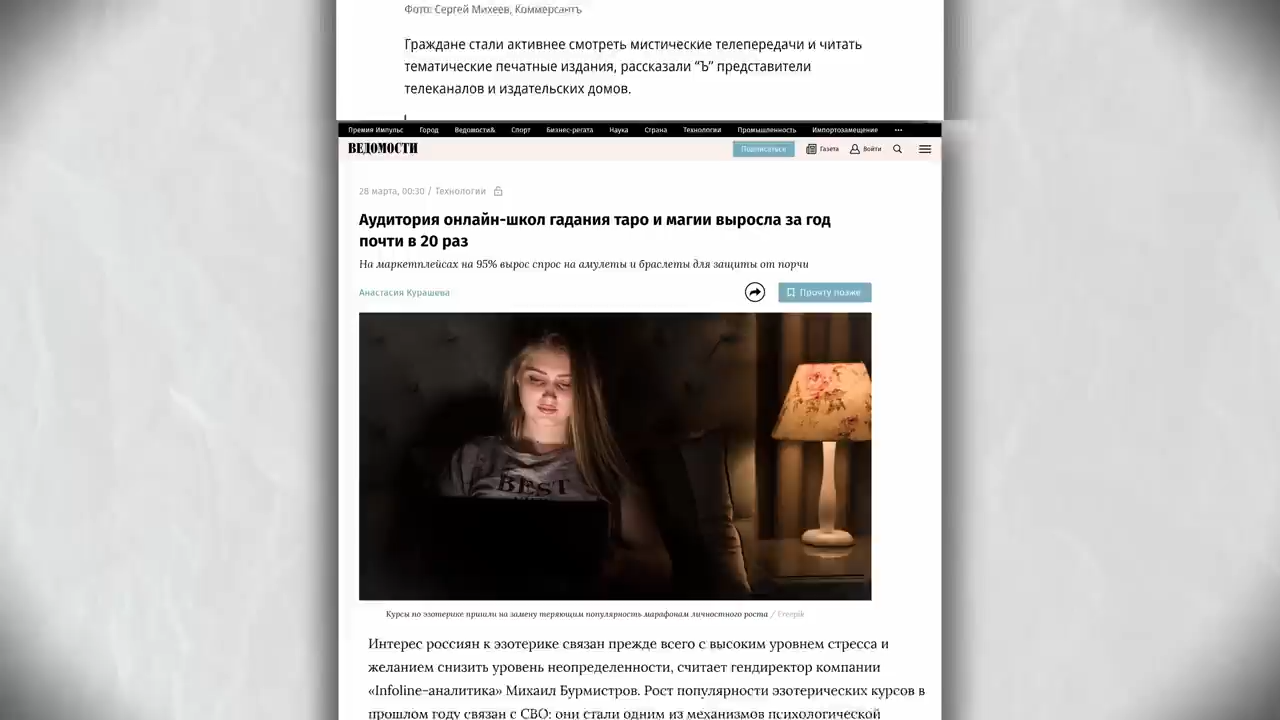 Фото: Сергей Михеев, Коммерсантъ
Граждане стали активнее смотреть мистические телепередачи и читать
тематические печатные издания, рассказали “Ъ” представители
телеканалов и издательских домов.
Премия Импульс Город Ведомости& Спорт Бизнес-регата Наука Страна Технологии Промышленность Импортозамещение ...
ВЕДОМОСТИ Подписаться Газета Войти
28 марта, 00:30 / Технологии
Аудитория онлайн-школ гадания таро и магии выросла за год
почти в 20 раз
На маркетплейсах на 95% вырос спрос на амулеты и браслеты для защиты от порчи
Анастасия Курашева Прочту позже
BEST
Курсы по эзотерике пришли на замену теряющим популярность марафонам личностного роста / Freepik
Интерес россиян к эзотерике связан прежде всего с высоким уровнем стресса и
желанием снизить уровень неопределенности, считает гендиректор компании
«Infoline-аналитика» Михаил Бурмистров. Рост популярности эзотерических курсов в
прошлом году связан с СВО: они стали одним из механизмов психологической